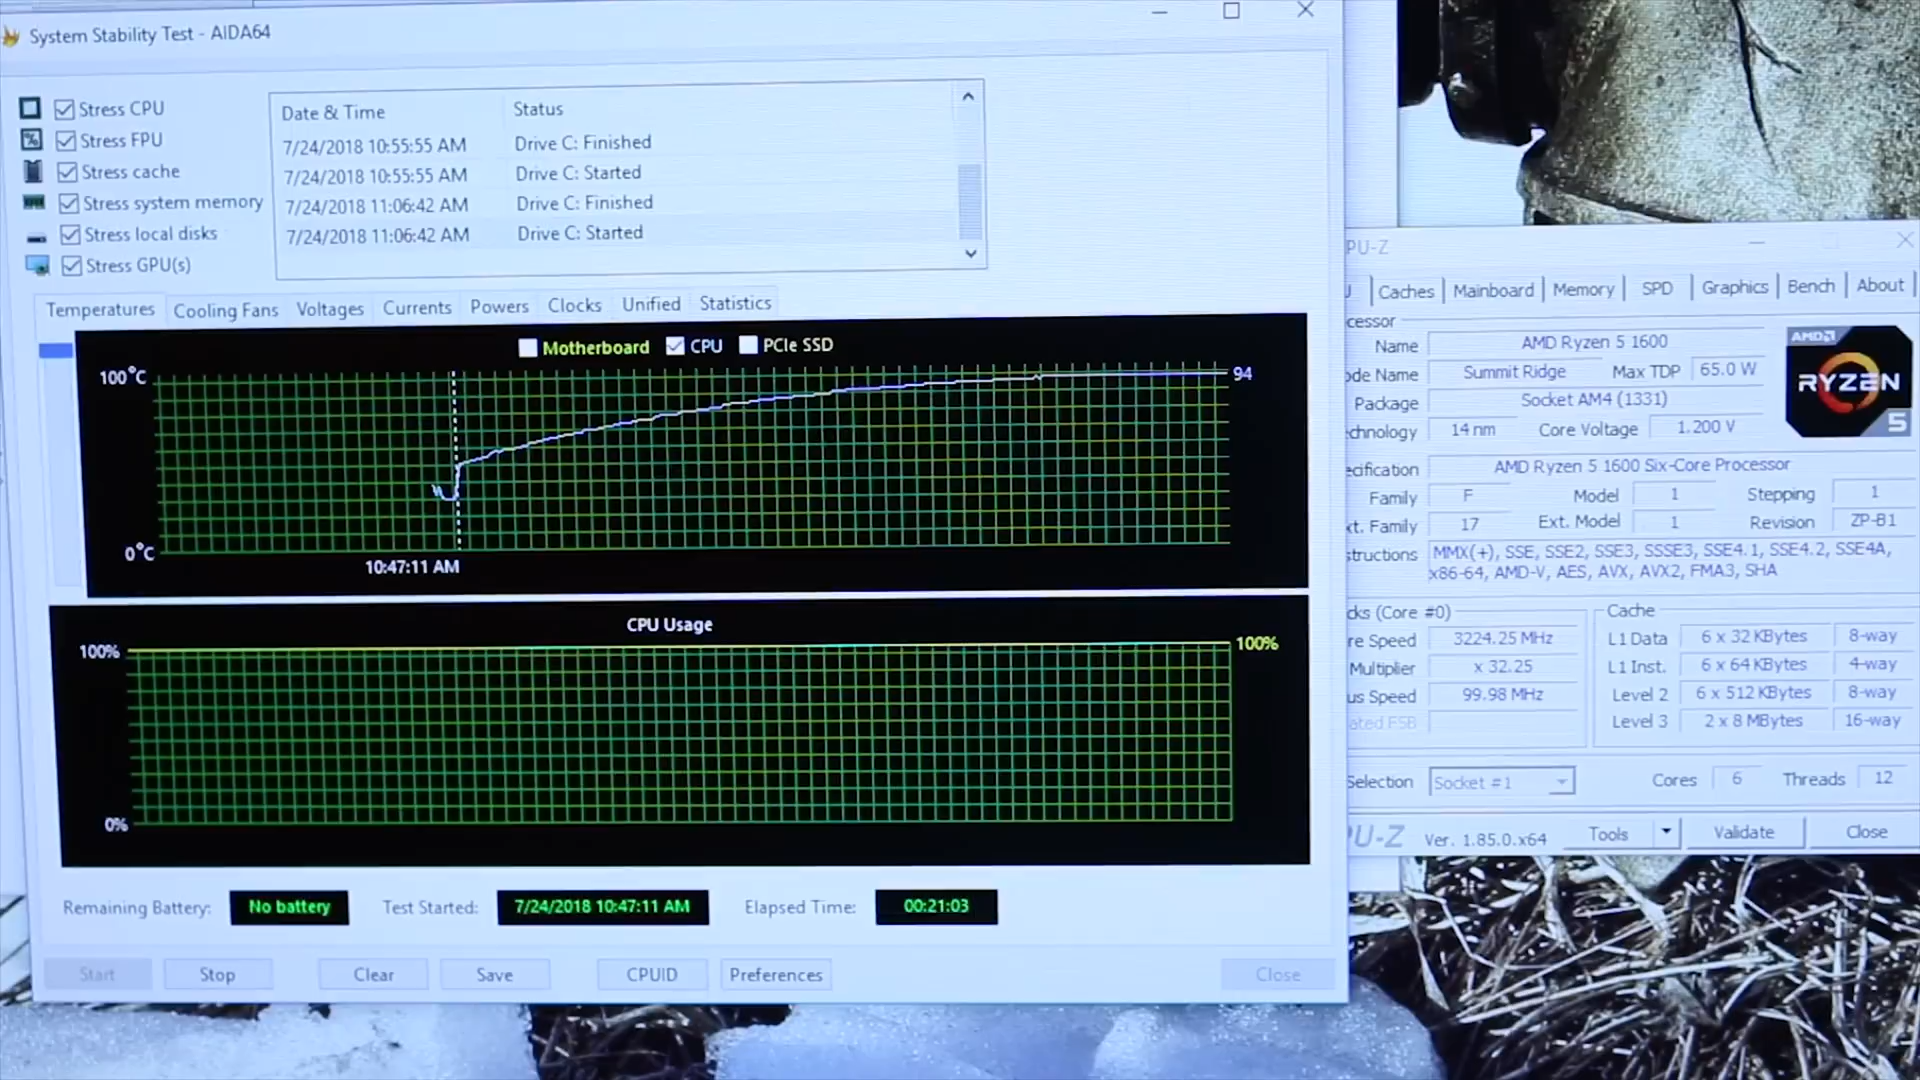 System Stability Test - AIDA64
Stress CPU
Stress FPU
Stress cache
Stress system memory
Stress local disks
Stress GPU(s)
Date & Time Status
7/24/2018 10:55:55 AM Drive C: Finished
7/24/2018 10:55:55 AM Drive C: Started
7/24/2018 11:06:42 AM Drive C: Finished
7/24/2018 11:06:42 AM Drive C: Started
Temperatures Cooling Fans Voltages Currents Powers Clocks Unified Statistics
Motherboard CPU PCIe SSD
100°C
94
0°C
10:47:11 AM
CPU Usage
100%
100%
0%
Remaining Battery: No battery Test Started: 7/24/2018 10:47:11 AM Elapsed Time: 00:21:03
Start Stop Clear Save CPUID Preferences Close
PU-Z
U Caches Mainboard Memory SPD Graphics Bench About
cessor
Name AMD Ryzen 5 1600
ode Name Summit Ridge Max TDP 65.0 W
Package Socket AM4 (1331)
chnology 14 nm Core Voltage 1.200 V
AMD
RYZEN
5
ecification AMD Ryzen 5 1600 Six-Core Processor
Family F Model 1 Stepping 1
xt. Family 17 Ext. Model 1 Revision ZP-B1
structions MMX(+), SSE, SSE2, SSE3, SSSE3, SSE4.1, SSE4.2, SSE4A,
x86-64, AMD-V, AES, AVX, AVX2, FMA3, SHA
cks (Core #0)
re Speed 3224.25 MHz
Multiplier x 32.25
us Speed 99.98 MHz
ated FSB
Cache
L1 Data 6 x 32 KBytes 8-way
L1 Inst. 6 x 64 KBytes 4-way
Level 2 6 x 512 KBytes 8-way
Level 3 2 x 8 MBytes 16-way
Selection Socket #1 Cores 6 Threads 12
PU-Z Ver. 1.85.0.x64 Tools Validate Close